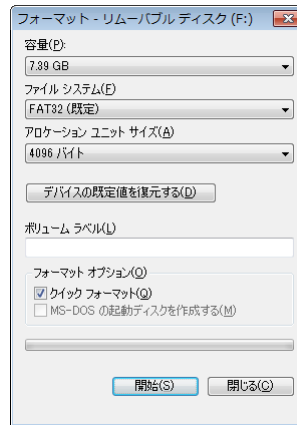 フォーマット - リムーバブル ディスク (F:)
容量(P):
7.39 GB
ファイル システム(F)
FAT32 (既定)
アロケーション ユニット サイズ(A)
4096 バイト
デバイスの既定値を復元する(D)
ボリューム ラベル(L)
フォーマット オプション(O)
クイック フォーマット(Q)
MS-DOS の起動ディスクを作成する(M)
開始(S)
閉じる(C)